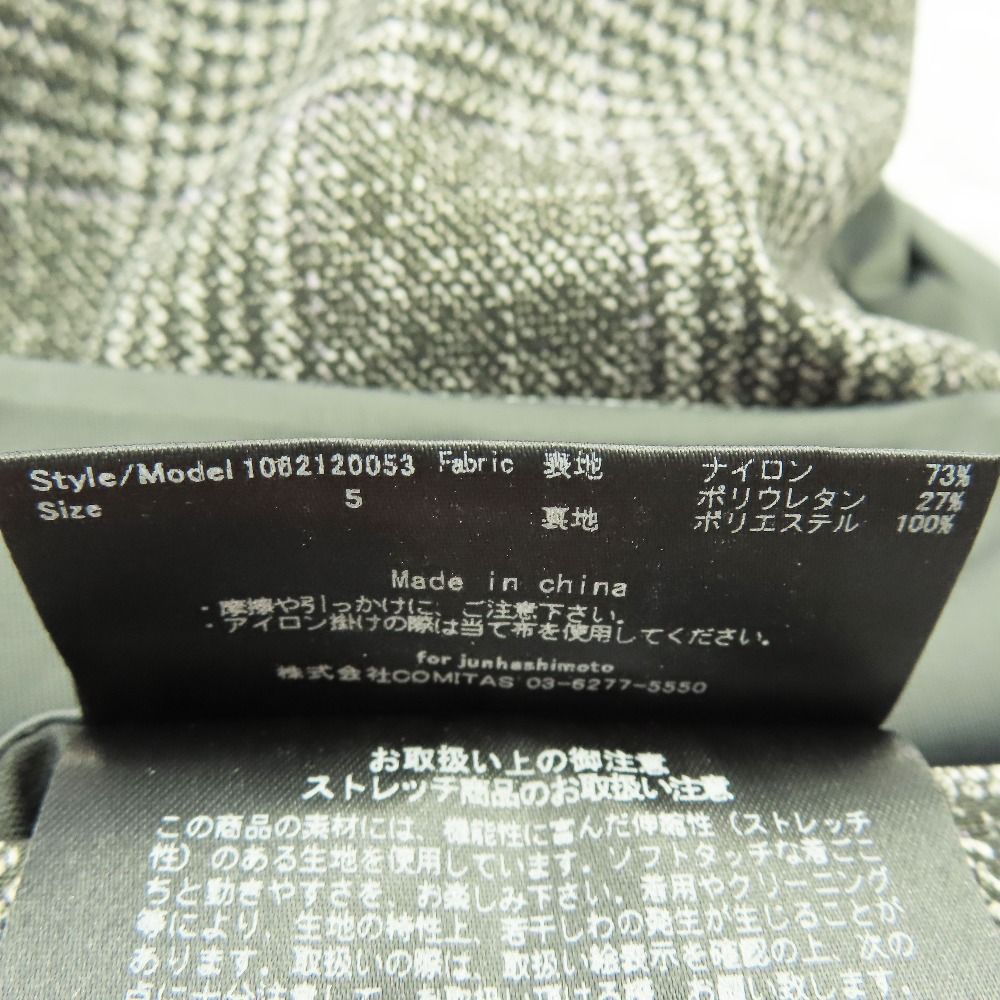 Style/Model 1062120053 Fabric 表地 ナイロン 73%
Size 5 ポリウレタン 27%
裏地 ポリエステル 100%
Made in china
・摩擦や引っかけに、ご注意下さい。
・アイロン掛けの際は当て布を使用してください。
for junhashimoto
株式会社COMITAS 03-6277-5550
お取扱い上の御注意
ストレッチ商品のお取扱い注意
この商品の素材には、機能性に富んだ伸縮性（ストレッチ
性）のある生地を使用しています。ソフトタッチな着ごこ
ちと動きやすさを、お楽しみ下さい。着用やクリーニング
等により、生地の特性上、若干しわの発生が生じることが
あります。取扱いの際は、取扱い絵表示を確認の上、次の
点に十分注意して